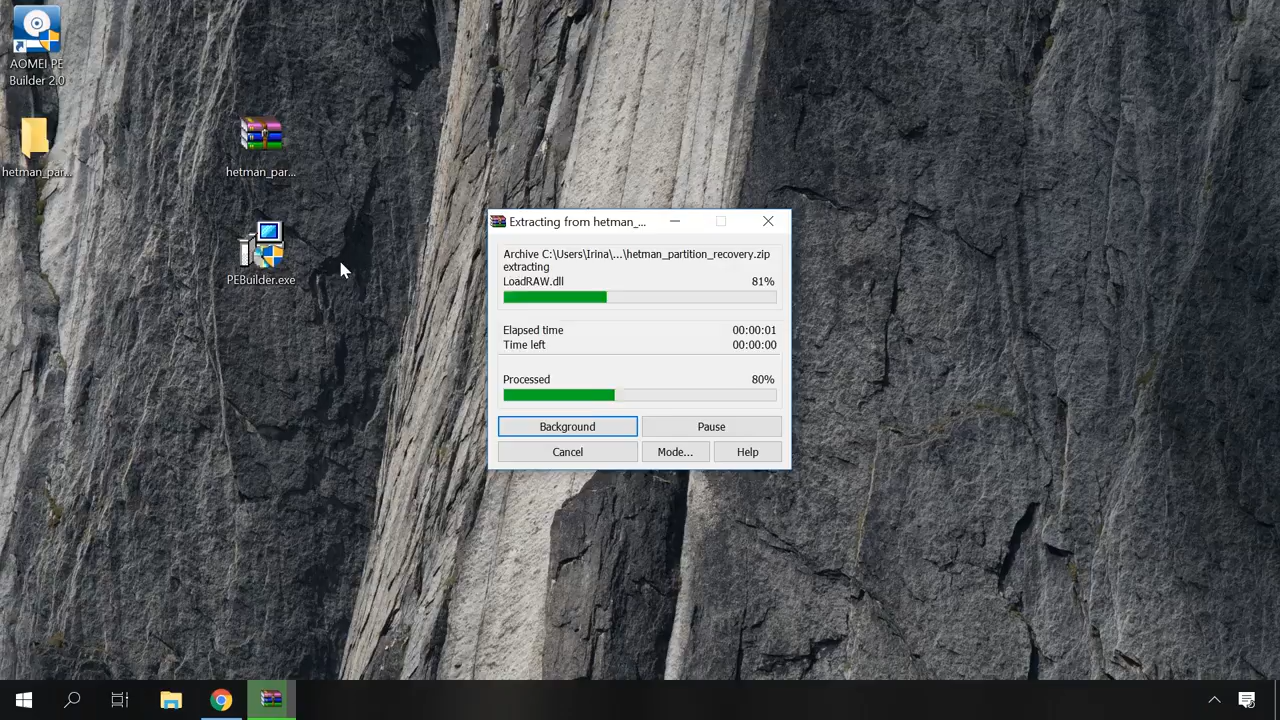 AOMEI PE
Builder 2.0
hetman_par...
hetman_par...
PEBuilder.exe
Extracting from hetman_...
Archive C:\Users\Irina\...\hetman_partition_recovery.zip
extracting
LoadRAW.dll 81%
Elapsed time 00:00:01
Time left 00:00:00
Processed 80%
Background Pause
Cancel Mode... Help